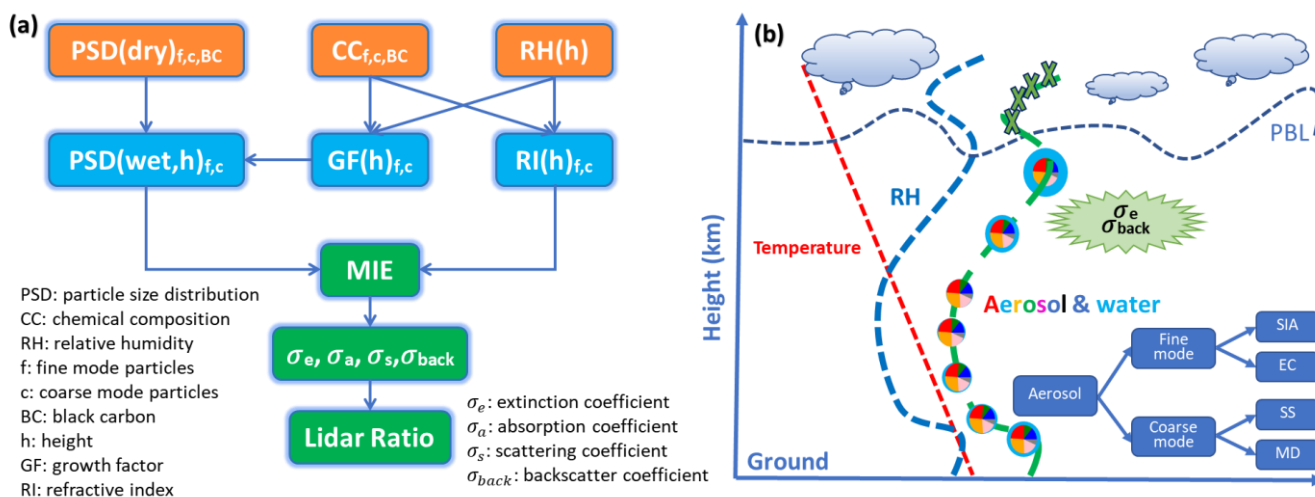 (a)
PSD(dry)f,c,BC
CCf,c,BC
RH(h)
PSD(wet,h)f,c
GF(h)f,c
RI(h)f,c
MIE
σe, σa, σs,σback
Lidar Ratio
PSD: particle size distribution
CC: chemical composition
RH: relative humidity
f: fine mode particles
c: coarse mode particles
BC: black carbon
h: height
GF: growth factor
RI: refractive index
σe: extinction coefficient
σa: absorption coefficient
σs: scattering coefficient
σback: backscatter coefficient
(b)
Height (km)
PBL
RH
σe
σback
Temperature
Aerosol & water
Aerosol
Fine
mode
Coarse
mode
SIA
EC
SS
MD
Ground